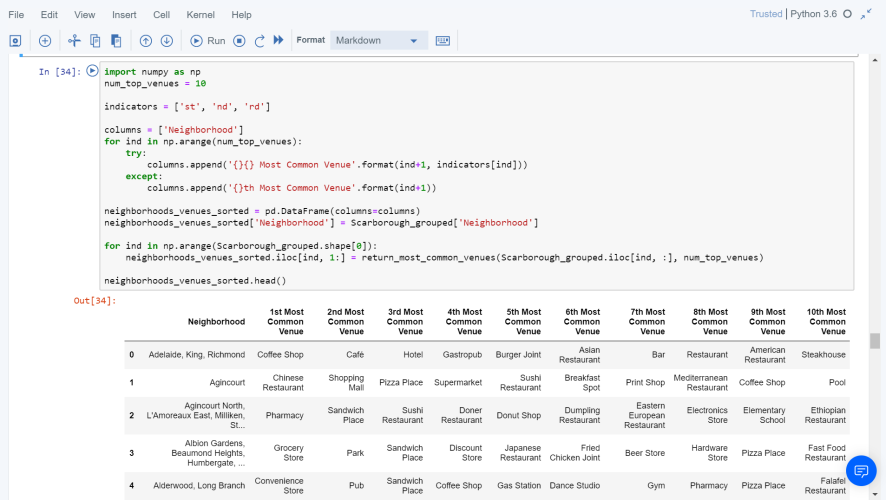 File Edit View Insert Cell Kernel Help Trusted | Python 3.6
Run Format Markdown
In [34]: import numpy as np
num_top_venues = 10
indicators = ['st', 'nd', 'rd']
columns = ['Neighborhood']
for ind in np.arange(num_top_venues):
    try:
        columns.append('{}{} Most Common Venue'.format(ind+1, indicators[ind]))
    except:
        columns.append('{}th Most Common Venue'.format(ind+1))
neighborhoods_venues_sorted = pd.DataFrame(columns=columns)
neighborhoods_venues_sorted['Neighborhood'] = Scarborough_grouped['Neighborhood']
for ind in np.arange(Scarborough_grouped.shape[0]):
    neighborhoods_venues_sorted.iloc[ind, 1:] = return_most_common_venues(Scarborough_grouped.iloc[ind, :], num_top_venues)
neighborhoods_venues_sorted.head()
Out[34]:
Neighborhood 1st Most Common Venue 2nd Most Common Venue 3rd Most Common Venue 4th Most Common Venue 5th Most Common Venue 6th Most Common Venue 7th Most Common Venue 8th Most Common Venue 9th Most Common Venue 10th Most Common Venue
0 Adelaide, King, Richmond Coffee Shop Café Hotel Gastropub Burger Joint Asian Restaurant Bar Restaurant American Restaurant Steakhouse
1 Agincourt Chinese Restaurant Shopping Mall Pizza Place Supermarket Sushi Restaurant Breakfast Spot Print Shop Mediterranean Restaurant Coffee Shop Pool
2 Agincourt North, L'Amoreaux East, Milliken, St... Pharmacy Sandwich Place Sushi Restaurant Doner Restaurant Donut Shop Dumpling Restaurant Eastern European Restaurant Electronics Store Elementary School Ethiopian Restaurant
3 Albion Gardens, Beaumond Heights, Humbergate, ... Grocery Store Park Sandwich Place Discount Store Japanese Restaurant Fried Chicken Joint Beer Store Hardware Store Pizza Place Fast Food Restaurant
4 Alderwood, Long Branch Convenience Store Pub Sandwich Place Coffee Shop Gas Station Dance Studio Gym Pharmacy Pizza Place Falafel Restaurant